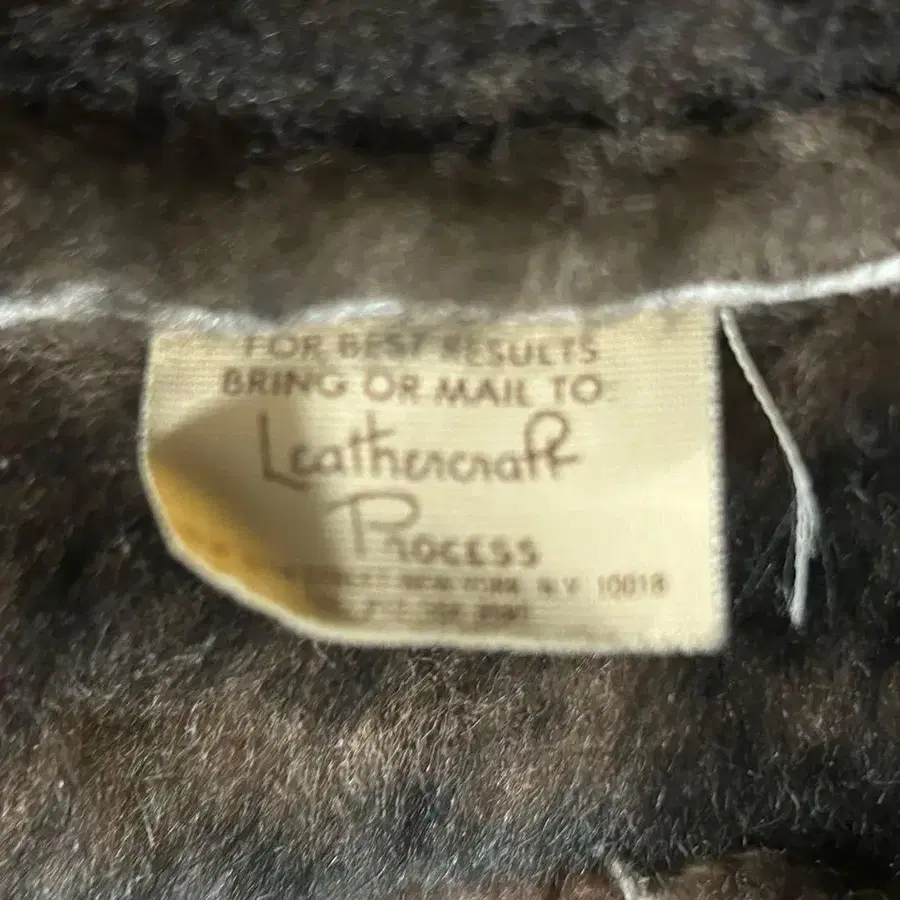 FOR BEST RESULTS
BRING OR MAIL TO:
Leathercraft
Process
NEW YORK, N.Y. 10018